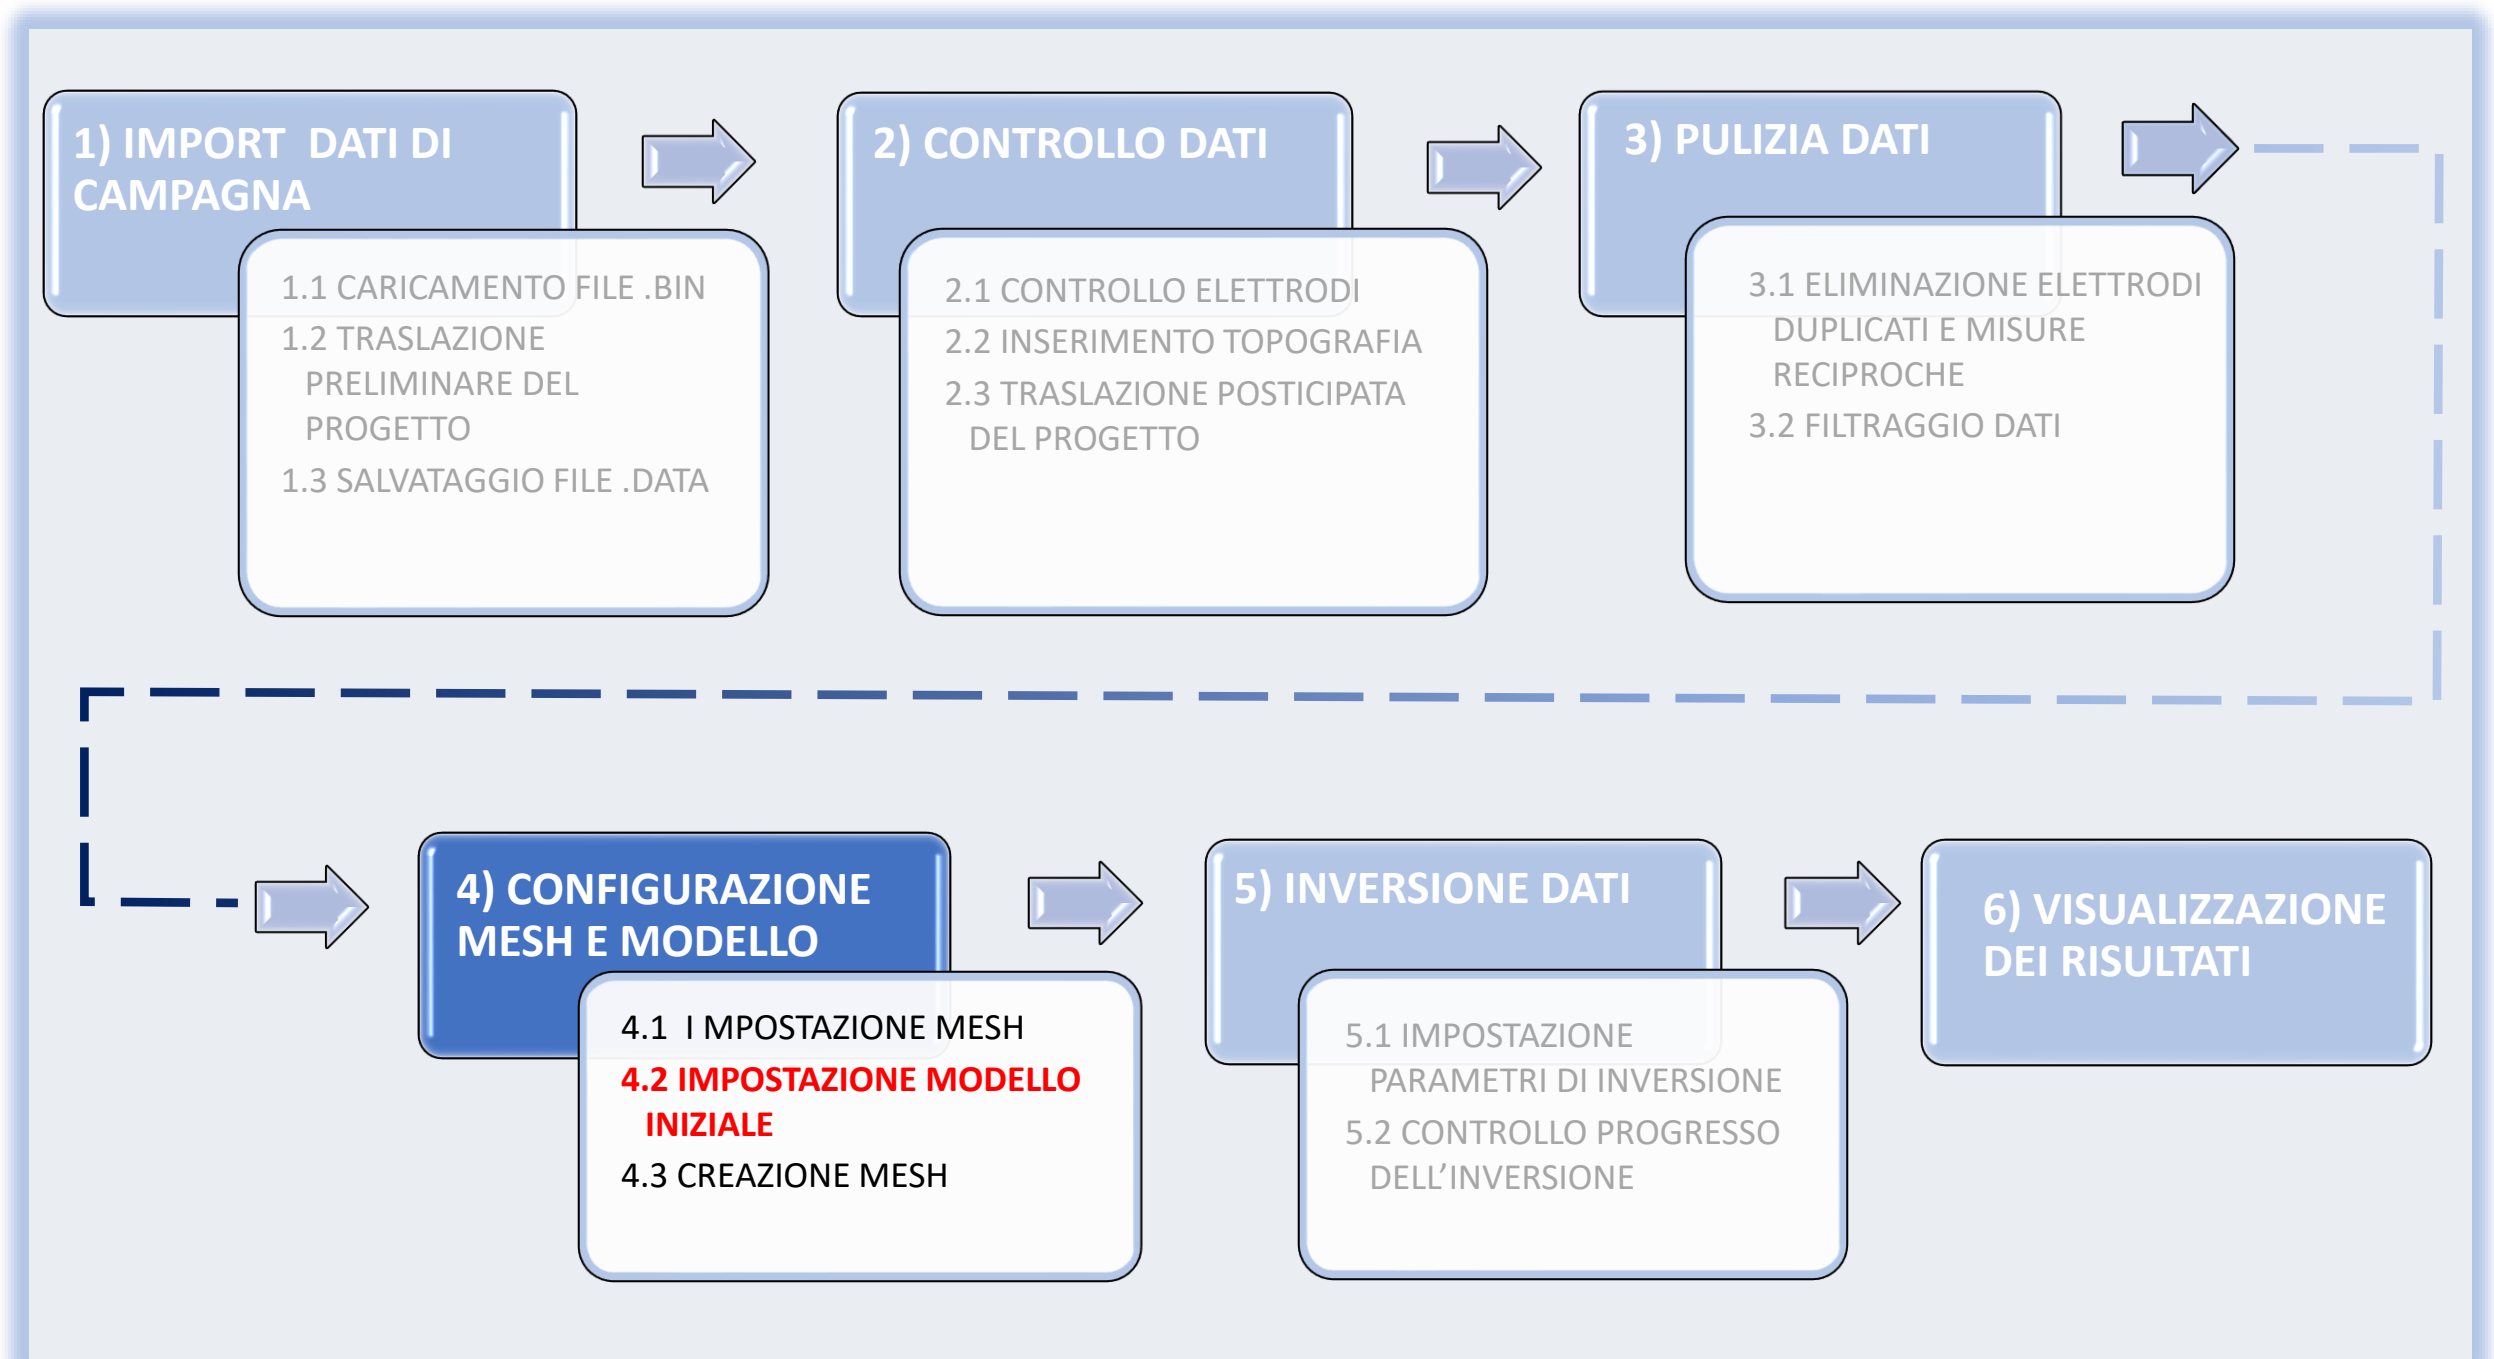 1) IMPORT  DATI DI
CAMPAGNA
1.1 CARICAMENTO FILE .BIN
1.2 TRASLAZIONE
PRELIMINARE DEL
PROGETTO
1.3 SALVATAGGIO FILE .DATA
2) CONTROLLO DATI
2.1 CONTROLLO ELETTRODI
2.2 INSERIMENTO TOPOGRAFIA
2.3 TRASLAZIONE POSTICIPATA
DEL PROGETTO
3) PULIZIA DATI
3.1 ELIMINAZIONE ELETTRODI
DUPLICATI E MISURE
RECIPROCHE
3.2 FILTRAGGIO DATI
4) CONFIGURAZIONE
MESH E MODELLO
4.1  I MPOSTAZIONE MESH
4.2 IMPOSTAZIONE MODELLO
INIZIALE
4.3 CREAZIONE MESH
5) INVERSIONE DATI
5.1 IMPOSTAZIONE
PARAMETRI DI INVERSIONE
5.2 CONTROLLO PROGRESSO
DELL’INVERSIONE
6) VISUALIZZAZIONE
DEI RISULTATI